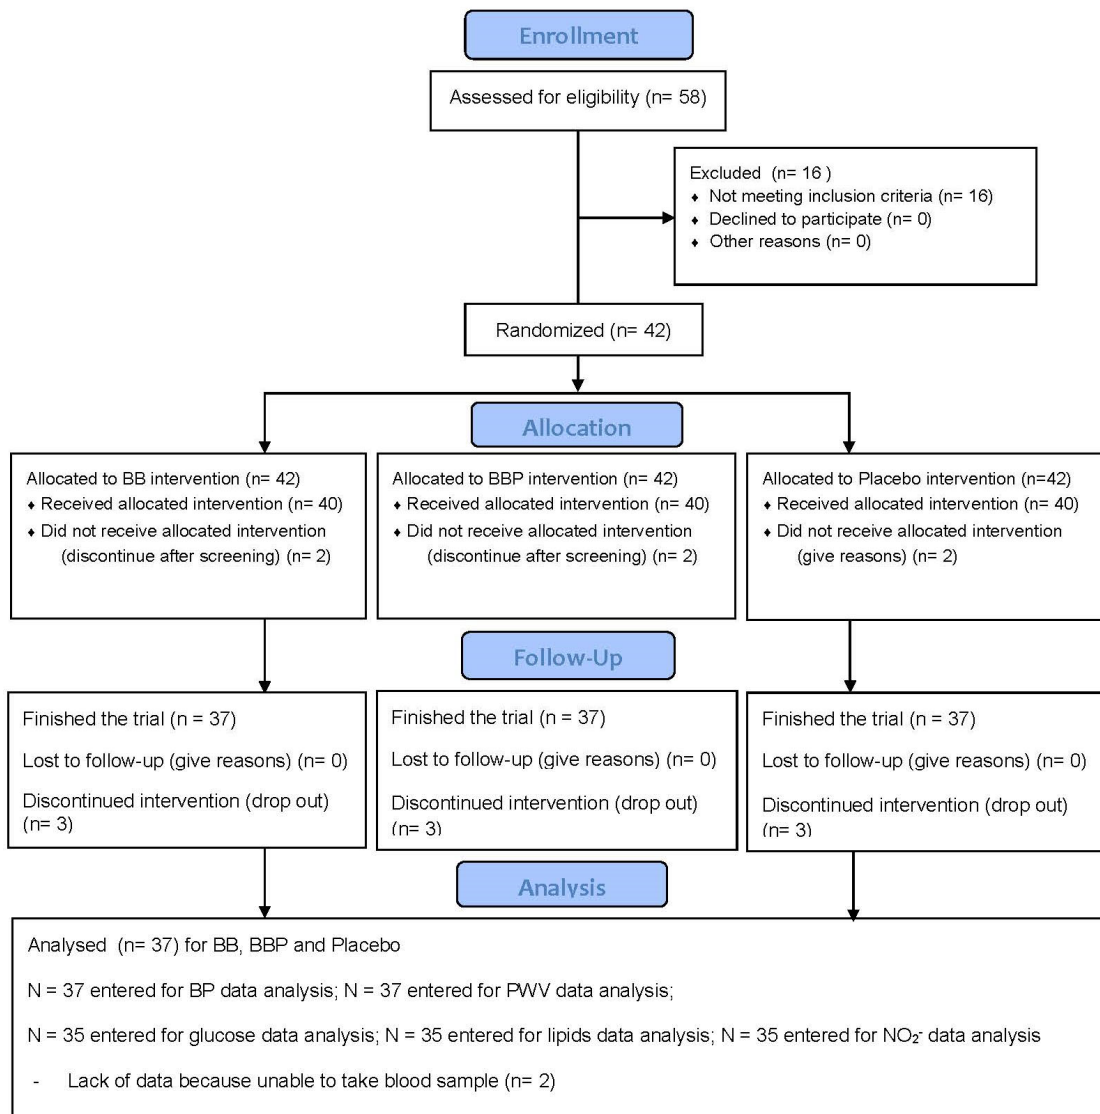 Enrollment
Assessed for eligibility (n= 58)
Excluded (n= 16 )
♦ Not meeting inclusion criteria (n= 16)
♦ Declined to participate (n= 0)
♦ Other reasons (n= 0)
Randomized (n= 42)
Allocation
Allocated to BB intervention (n= 42)
♦ Received allocated intervention (n= 40)
♦ Did not receive allocated intervention
(discontinue after screening) (n= 2)
Allocated to BBP intervention (n= 42)
♦ Received allocated intervention (n= 40)
♦ Did not receive allocated intervention
(discontinue after screening) (n= 2)
Allocated to Placebo intervention (n=42)
♦ Received allocated intervention (n= 40)
♦ Did not receive allocated intervention
(give reasons) (n= 2)
Follow-Up
Finished the trial (n = 37)
Lost to follow-up (give reasons) (n= 0)
Discontinued intervention (drop out)
(n= 3)
Finished the trial (n = 37)
Lost to follow-up (give reasons) (n= 0)
Discontinued intervention (drop out)
(n= 3)
Finished the trial (n = 37)
Lost to follow-up (give reasons) (n= 0)
Discontinued intervention (drop out)
(n= 3)
Analysis
Analysed (n= 37) for BB, BBP and Placebo
N = 37 entered for BP data analysis; N = 37 entered for PWV data analysis;
N = 35 entered for glucose data analysis; N = 35 entered for lipids data analysis; N = 35 entered for NO₂⁻ data analysis
- Lack of data because unable to take blood sample (n= 2)